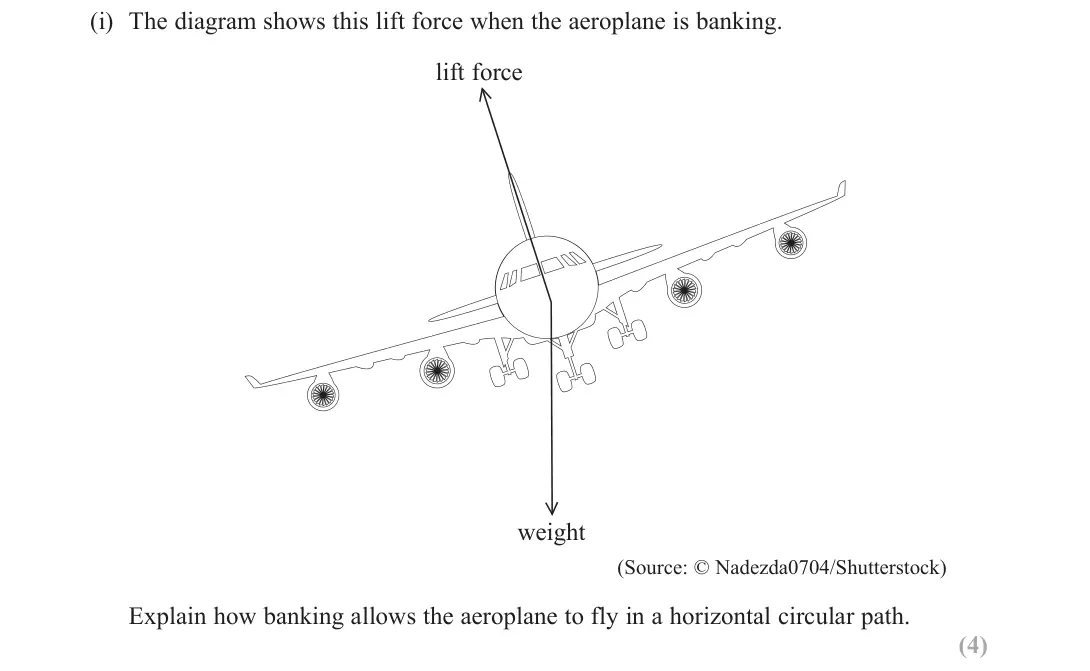 (i) The diagram shows this lift force when the aeroplane is banking.
lift force
weight
(Source: © Nadezda0704/Shutterstock)
Explain how banking allows the aeroplane to fly in a horizontal circular path.
(4)